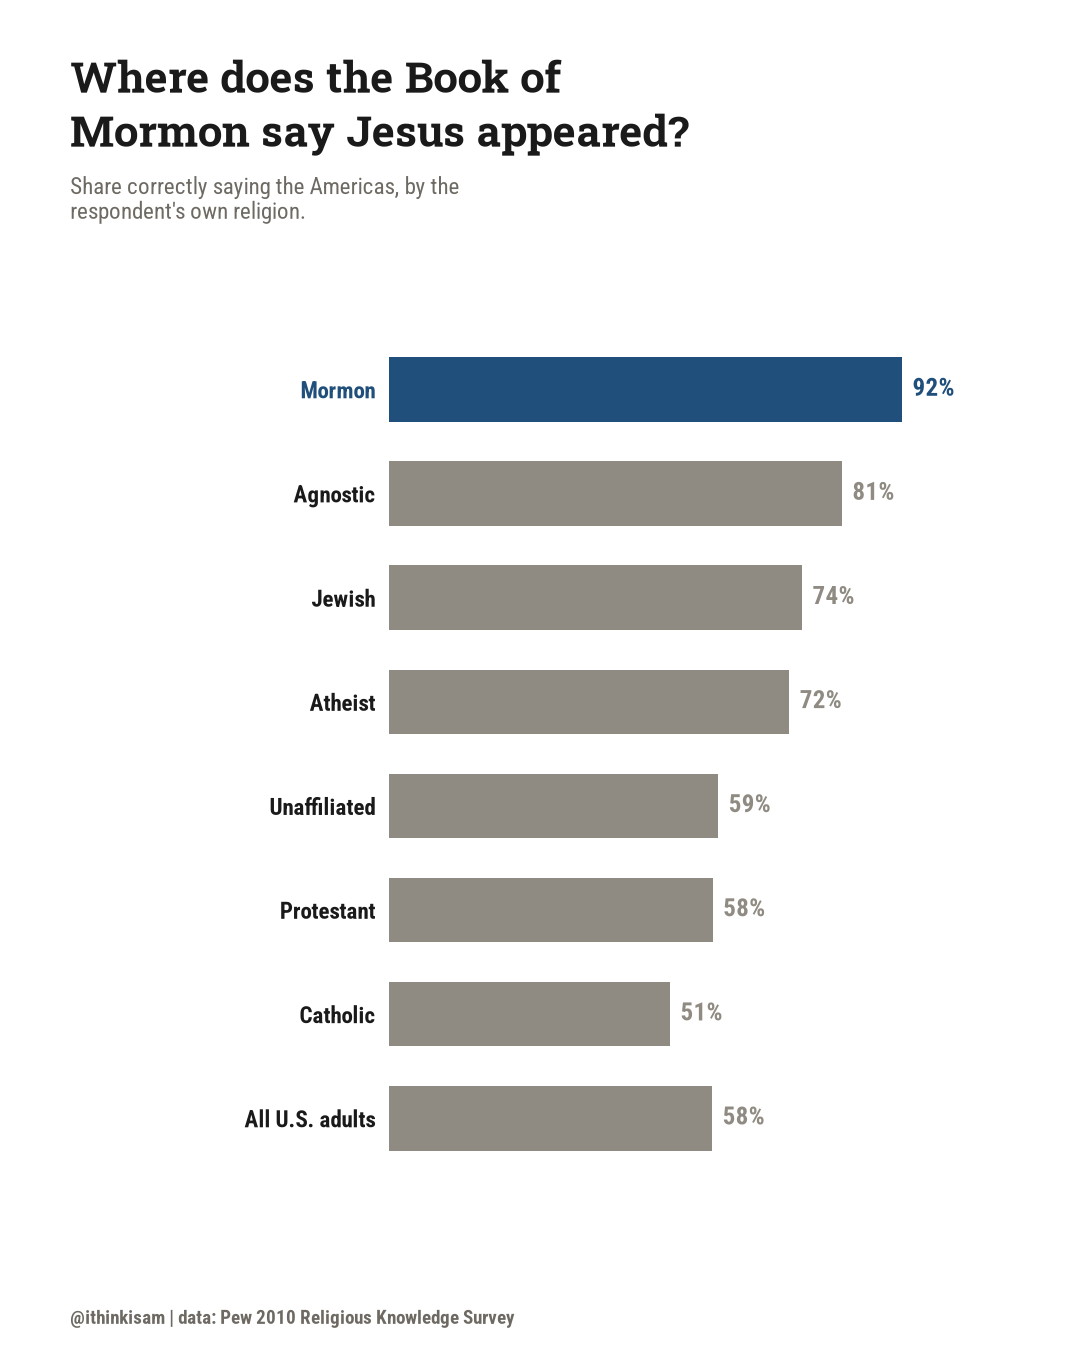 Where does the Book of
Mormon say Jesus appeared?
Share correctly saying the Americas, by the
respondent's own religion.
Mormon 92%
Agnostic 81%
Jewish 74%
Atheist 72%
Unaffiliated 59%
Protestant 58%
Catholic 51%
All U.S. adults 58%
@ithinkisam | data: Pew 2010 Religious Knowledge Survey